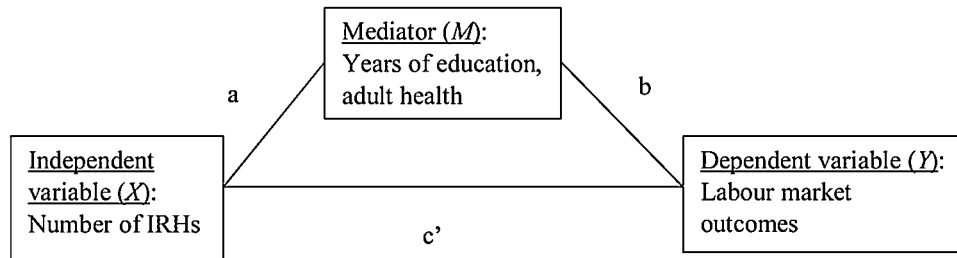 Mediator (M):
Years of education,
adult health
a
b
Independent
variable (X):
Number of IRHs
Dependent variable (Y):
Labour market
outcomes
c’